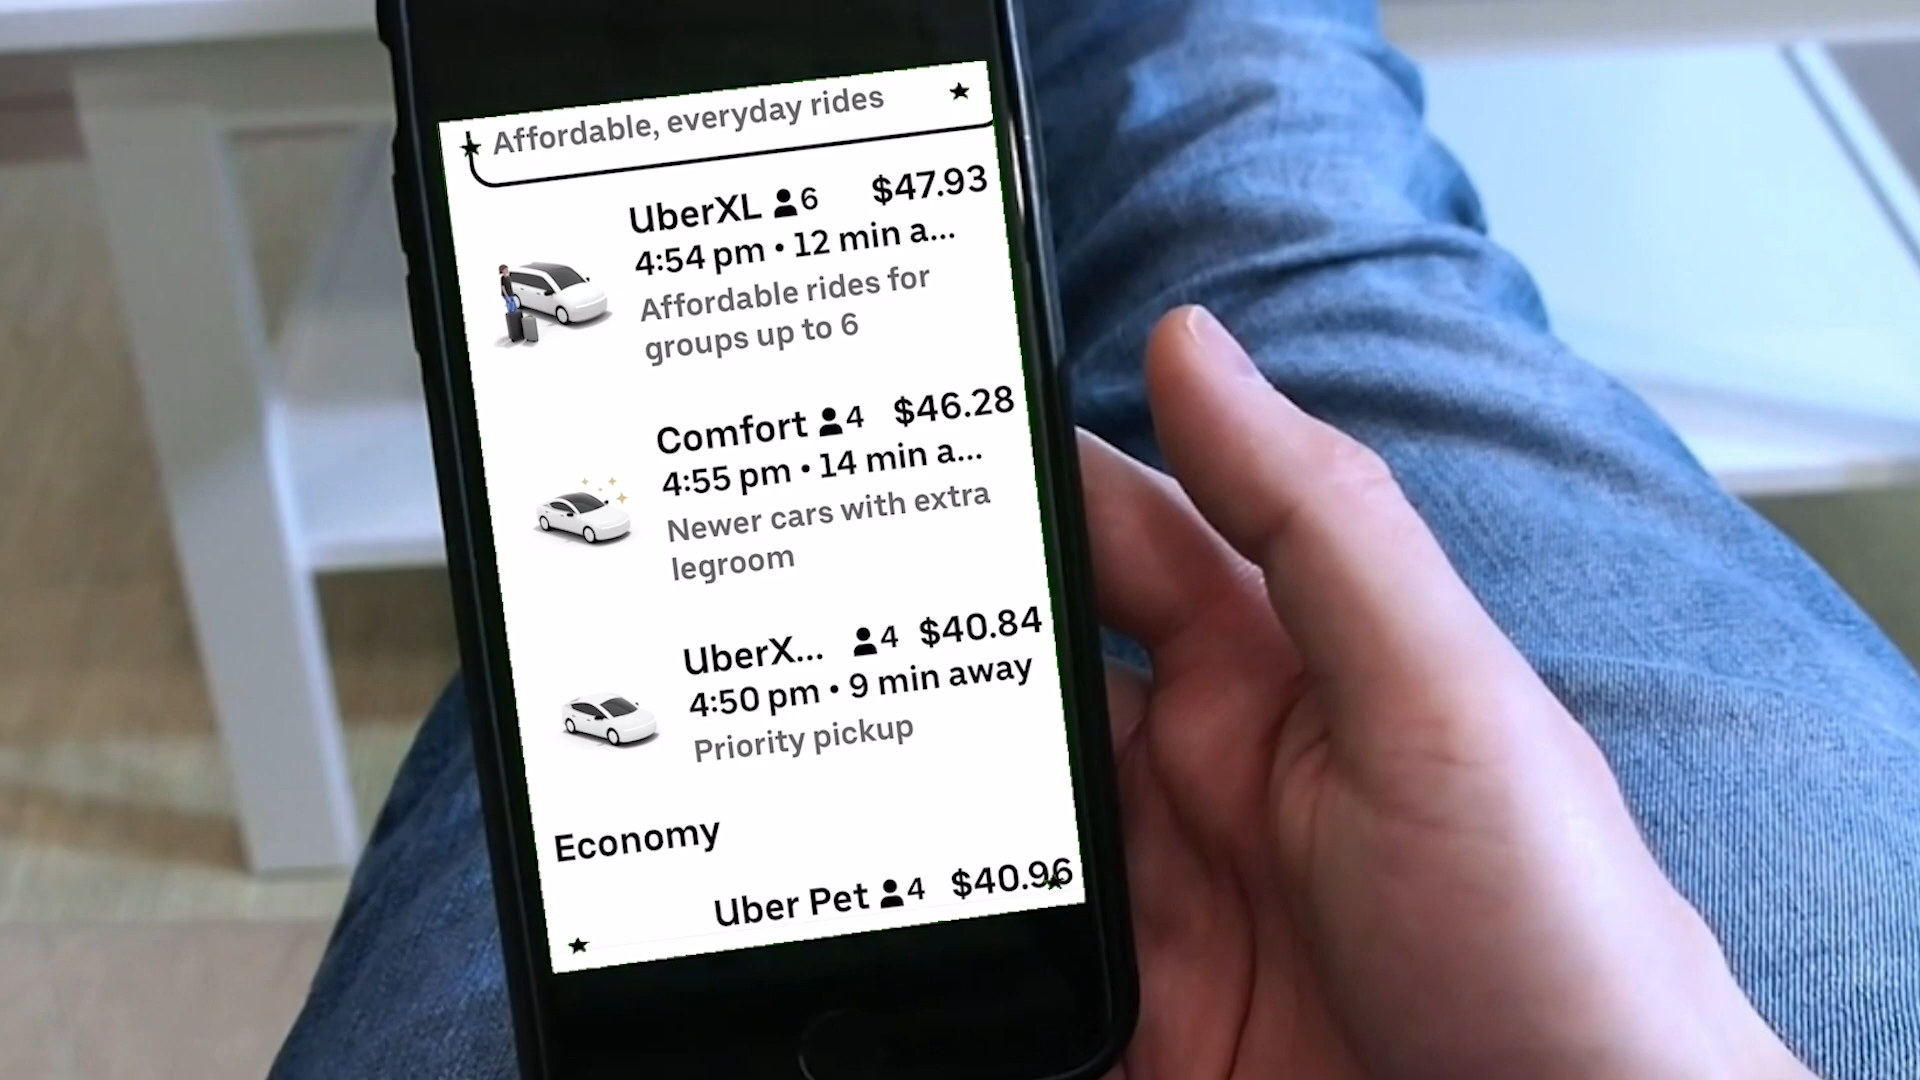 Affordable, everyday rides
UberXL 6 $47.93
4:54 pm • 12 min a...
Affordable rides for
groups up to 6
Comfort 4 $46.28
4:55 pm • 14 min a...
Newer cars with extra
legroom
UberX... 4 $40.84
4:50 pm • 9 min away
Priority pickup
Economy
Uber Pet 4 $40.96